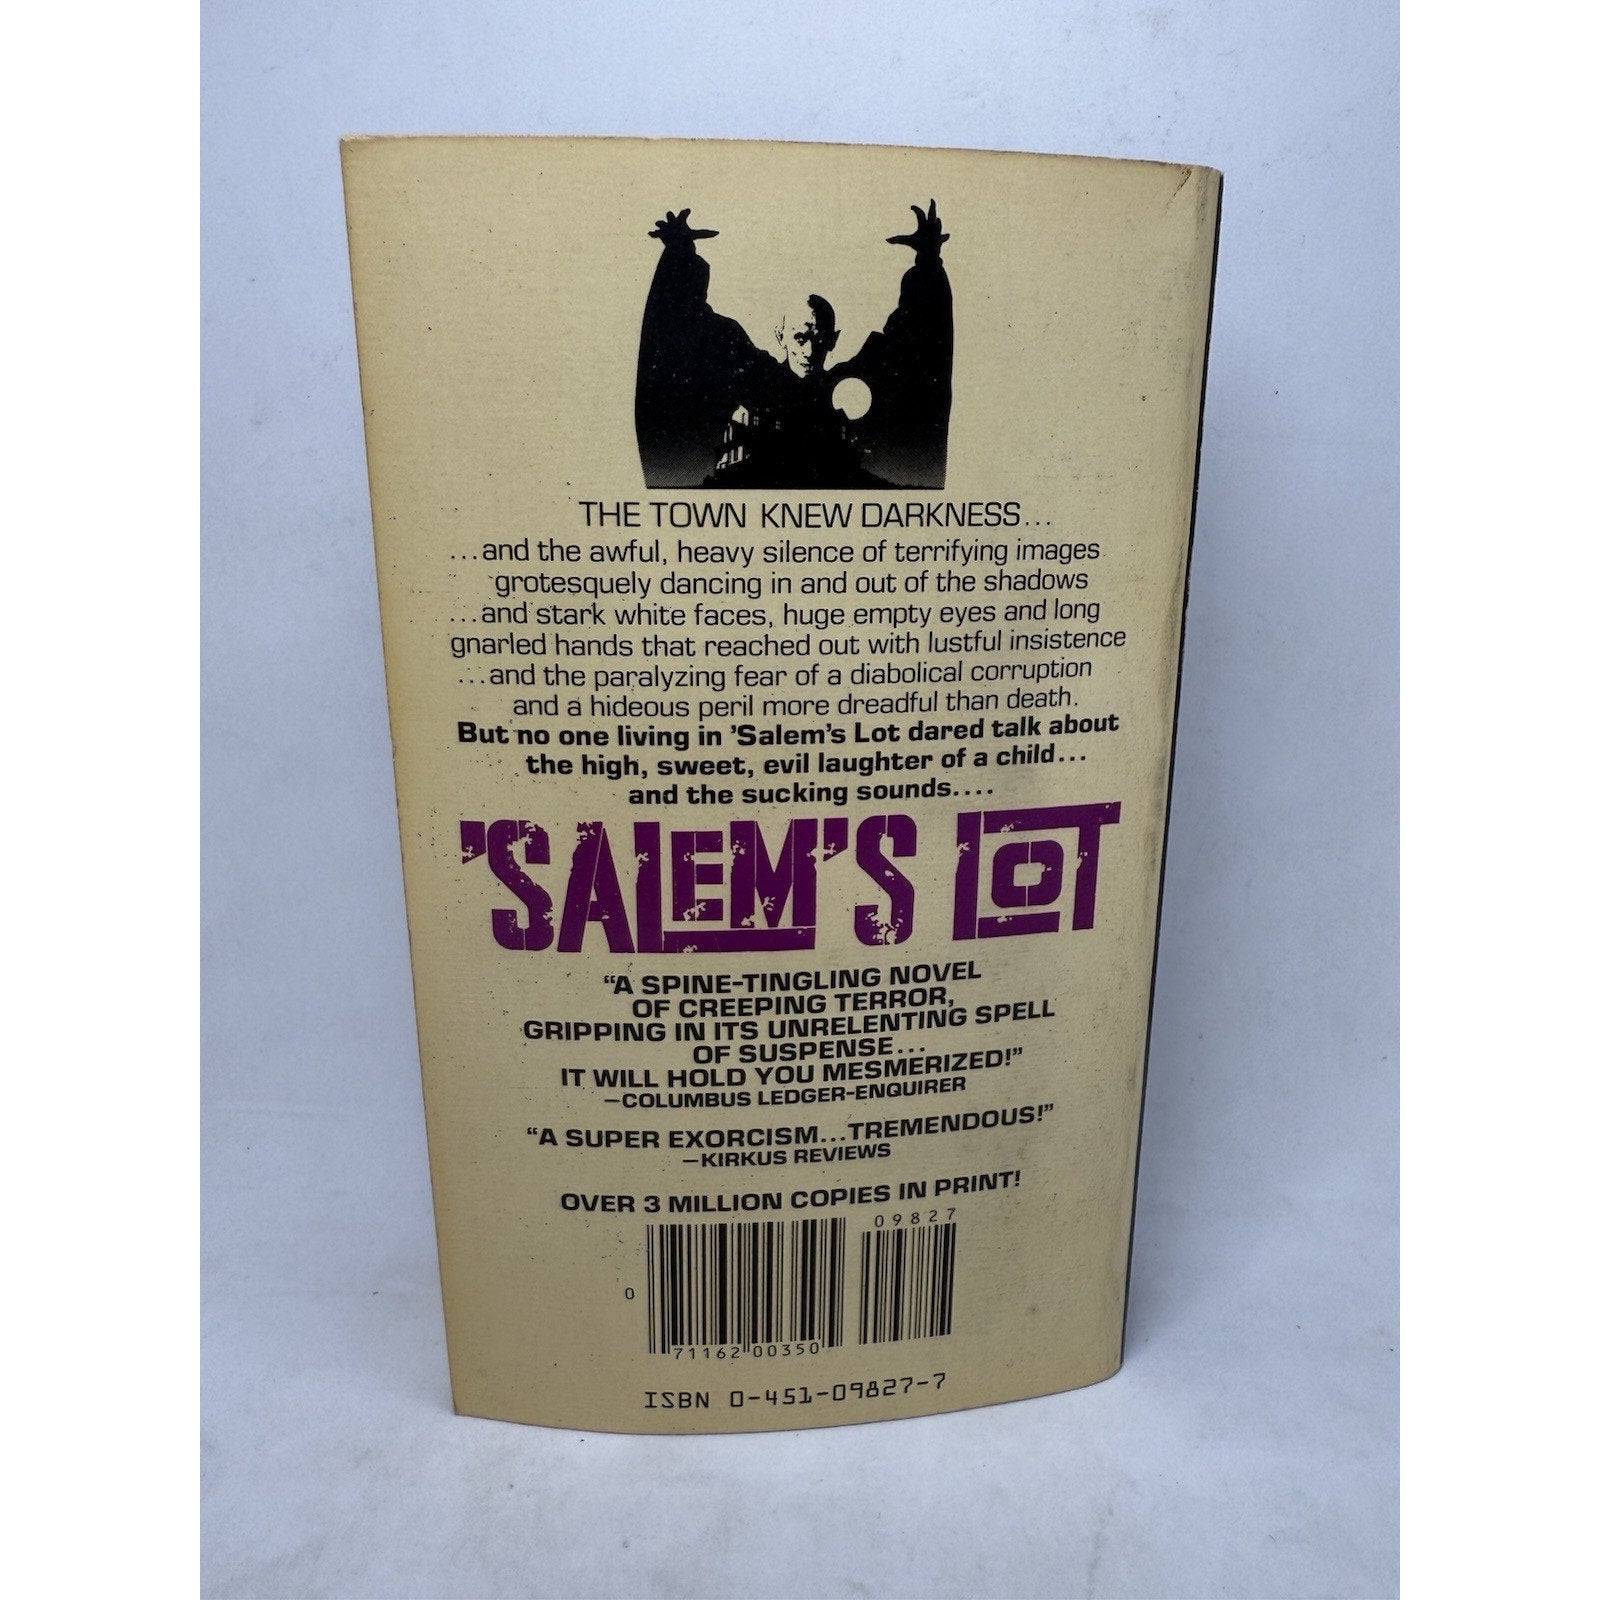 THE TOWN KNEW DARKNESS...
...and the awful, heavy silence of terrifying images
grotesquely dancing in and out of the shadows
...and stark white faces, huge empty eyes and long
gnarled hands that reached out with lustful insistence
...and the paralyzing fear of a diabolical corruption
and a hideous peril more dreadful than death.
But no one living in 'Salem's Lot dared talk about
the high, sweet, evil laughter of a child...
and the sucking sounds....
'SALEM'S LOT
“A SPINE-TINGLING NOVEL
OF CREEPING TERROR,
GRIPPING IN ITS UNRELENTING SPELL
OF SUSPENSE...
IT WILL HOLD YOU MESMERIZED!”
—COLUMBUS LEDGER-ENQUIRER
“A SUPER EXORCISM...TREMENDOUS!”
—KIRKUS REVIEWS
OVER 3 MILLION COPIES IN PRINT!
09827
0
71162 00350
ISBN 0-451-09827-7